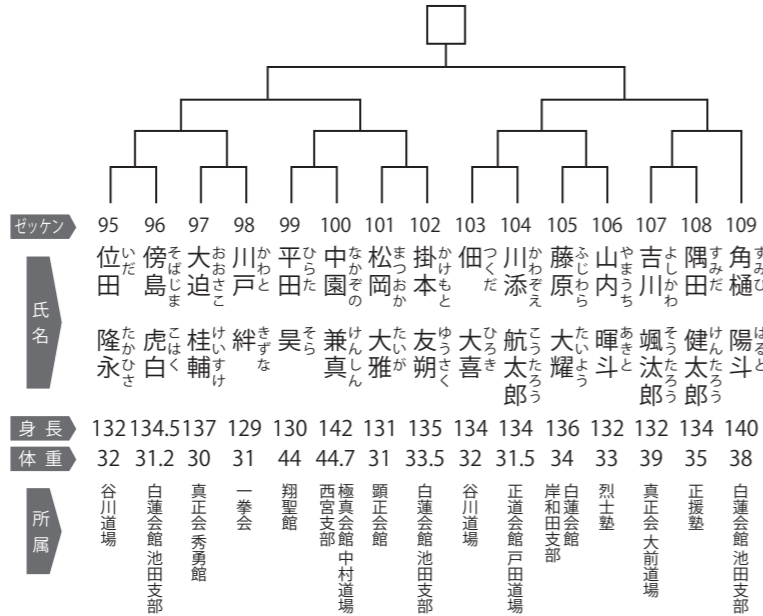 ゼッケン 95 96 97 98 99 100 101 102 103 104 105 106 107 108 109
氏名
位田 隆永
いだ たかひさ
傍島 虎白
そばじま こはく
大迫 桂輔
おおさこ けいすけ
川戸 絆
かわと きずな
平田 昊
ひらた そら
中園 兼真
なかぞの けんしん
松岡 大雅
まつおか たいが
掛本 友朔
かけもと ゆうさく
佃 大喜
つくだ ひろき
川添 航太郎
かわぞえ こうたろう
藤原 大耀
ふじわら たいよう
山内 暉斗
やまうち あきと
吉川 颯汰郎
よしかわ そうたろう
隅田 健太郎
すみだ けんたろう
角樋 陽斗
すみひ はると
身長 132 134.5 137 129 130 142 131 135 134 134 136 132 132 134 140
体重 32 31.2 30 31 44 44.7 31 33.5 32 31.5 34 33 39 35 38
所属
谷川道場
白蓮会館 池田支部
真正会 秀勇館
一拳会
翔聖館
極真会館 中村道場
西宮支部
顕正会館
白蓮会館 池田支部
谷川道場
正道会館 戸田道場
白蓮会館
岸和田支部
烈士塾
真正会 大前道場
正援塾
白蓮会館 池田支部